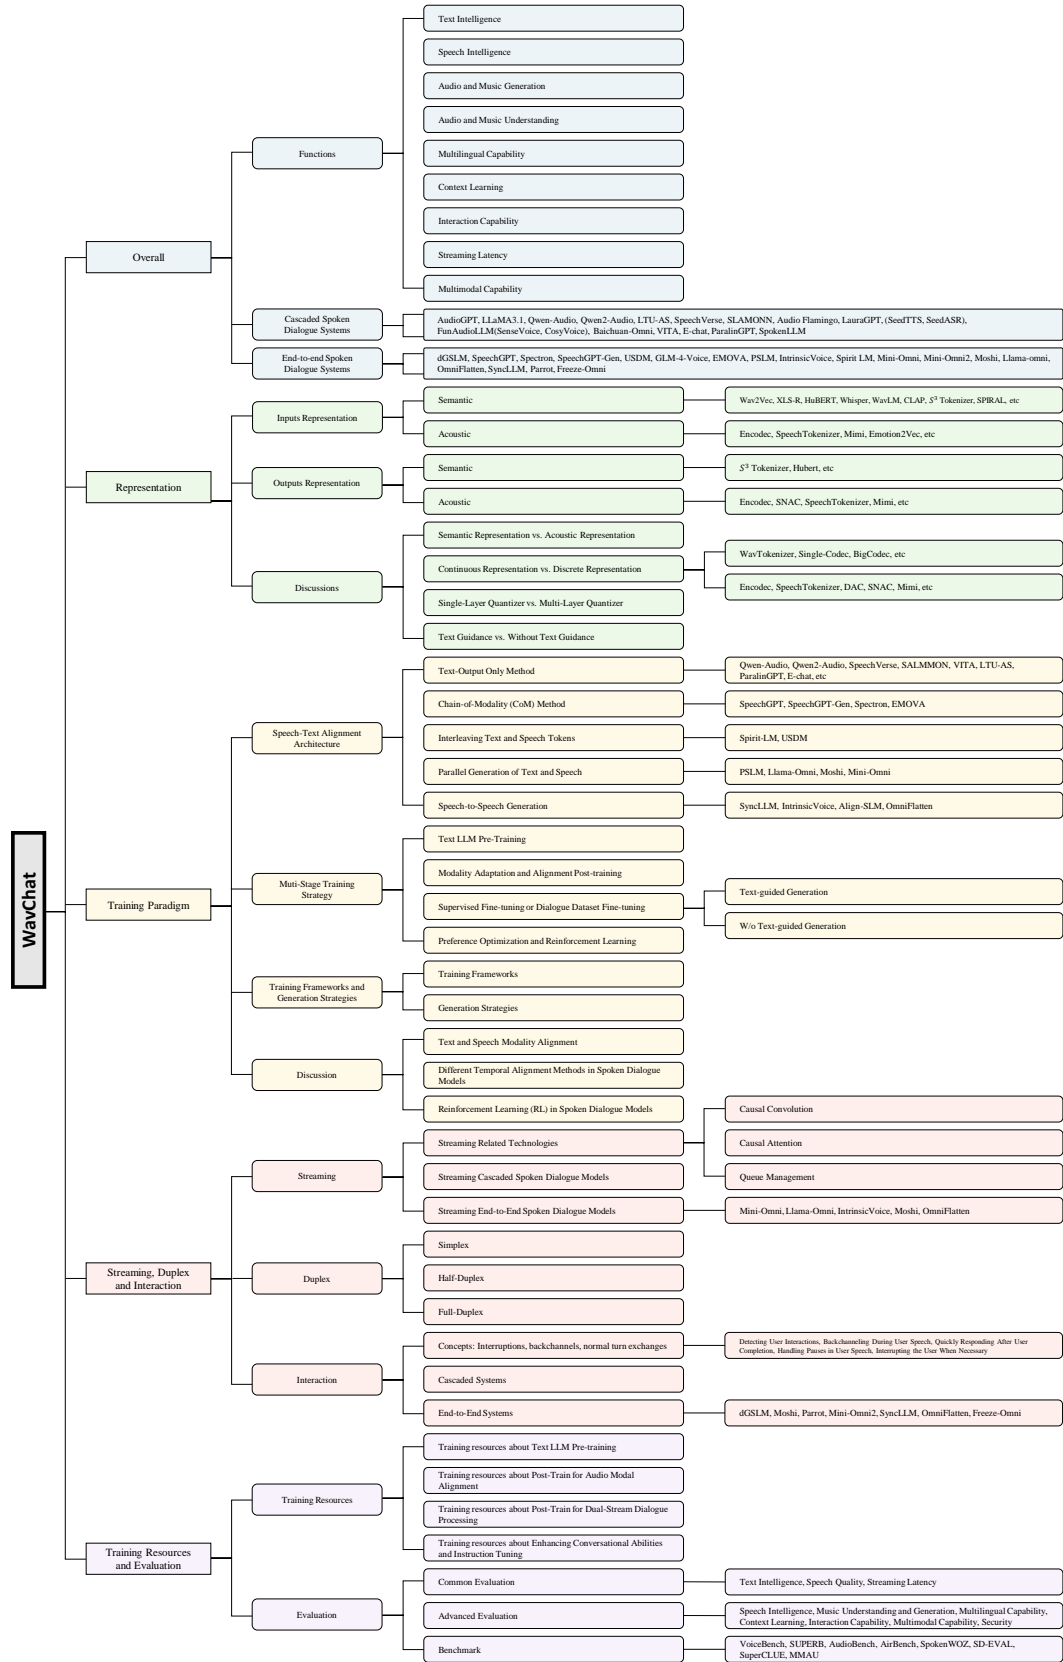 WavChat
Overall
Functions
Text Intelligence
Speech Intelligence
Audio and Music Generation
Audio and Music Understanding
Multilingual Capability
Context Learning
Interaction Capability
Streaming Latency
Multimodal Capability
Cascaded Spoken
Dialogue Systems
AudioGPT, LLaMA3.1, Qwen-Audio, Qwen2-Audio, LTU-AS, SpeechVerse, SLAMONN, Audio Flamingo, LauraGPT, (SeedTTS, SeedASR),
FunAudioLLM(SenseVoice, CosyVoice), Baichuan-Omni, VITA, E-chat, ParalinGPT, SpokenLLM
End-to-end Spoken
Dialogue Systems
dGSLM, SpeechGPT, Spectron, SpeechGPT-Gen, USDM, GLM-4-Voice, EMOVA, PSLM, IntrinsicVoice, Spirit LM, Mini-Omni, Mini-Omni2, Moshi, Llama-omni,
OmniFlatten, SyncLLM, Parrot, Freeze-Omni
Representation
Inputs Representation
Semantic
Wav2Vec, XLS-R, HuBERT, Whisper, WavLM, CLAP, S³ Tokenizer, SPIRAL, etc
Acoustic
Encodec, SpeechTokenizer, Mimi, Emotion2Vec, etc
Outputs Representation
Semantic
S³ Tokenizer, Hubert, etc
Acoustic
Encodec, SNAC, SpeechTokenizer, Mimi, etc
Discussions
Semantic Representation vs. Acoustic Representation
Continuous Representation vs. Discrete Representation
WavTokenizer, Single-Codec, BigCodec, etc
Encodec, SpeechTokenizer, DAC, SNAC, Mimi, etc
Single-Layer Quantizer vs. Multi-Layer Quantizer
Text Guidance vs. Without Text Guidance
Training Paradigm
Speech-Text Alignment
Architecture
Text-Output Only Method
Qwen-Audio, Qwen2-Audio, SpeechVerse, SALMMON, VITA, LTU-AS,
ParalinGPT, E-chat, etc
Chain-of-Modality (CoM) Method
SpeechGPT, SpeechGPT-Gen, Spectron, EMOVA
Interleaving Text and Speech Tokens
Spirit-LM, USDM
Parallel Generation of Text and Speech
PSLM, Llama-Omni, Moshi, Mini-Omni
Speech-to-Speech Generation
SyncLLM, IntrinsicVoice, Align-SLM, OmniFlatten
Muti-Stage Training
Strategy
Text LLM Pre-Training
Modality Adaptation and Alignment Post-training
Supervised Fine-tuning or Dialogue Dataset Fine-tuning
Text-guided Generation
W/o Text-guided Generation
Preference Optimization and Reinforcement Learning
Training Frameworks and
Generation Strategies
Training Frameworks
Generation Strategies
Discussion
Text and Speech Modality Alignment
Different Temporal Alignment Methods in Spoken Dialogue
Models
Reinforcement Learning (RL) in Spoken Dialogue Models
Streaming, Duplex
and Interaction
Streaming
Streaming Related Technologies
Causal Convolution
Causal Attention
Queue Management
Streaming Cascaded Spoken Dialogue Models
Streaming End-to-End Spoken Dialogue Models
Mini-Omni, Llama-Omni, IntrinsicVoice, Moshi, OmniFlatten
Duplex
Simplex
Half-Duplex
Full-Duplex
Interaction
Concepts: Interruptions, backchannels, normal turn exchanges
Detecting User Interactions, Backchanneling During User Speech, Quickly Responding After User
Completion, Handling Pauses in User Speech, Interrupting the User When Necessary
Cascaded Systems
End-to-End Systems
dGSLM, Moshi, Parrot, Mini-Omni2, SyncLLM, OmniFlatten, Freeze-Omni
Training Resources
and Evaluation
Training Resources
Training resources about Text LLM Pre-training
Training resources about Post-Train for Audio Modal
Alignment
Training resources about Post-Train for Dual-Stream Dialogue
Processing
Training resources about Enhancing Conversational Abilities
and Instruction Tuning
Evaluation
Common Evaluation
Text Intelligence, Speech Quality, Streaming Latency
Advanced Evaluation
Speech Intelligence, Music Understanding and Generation, Multilingual Capability,
Context Learning, Interaction Capability, Multimodal Capability, Security
Benchmark
VoiceBench, SUPERB, AudioBench, AirBench, SpokenWOZ, SD-EVAL,
SuperCLUE, MMAU